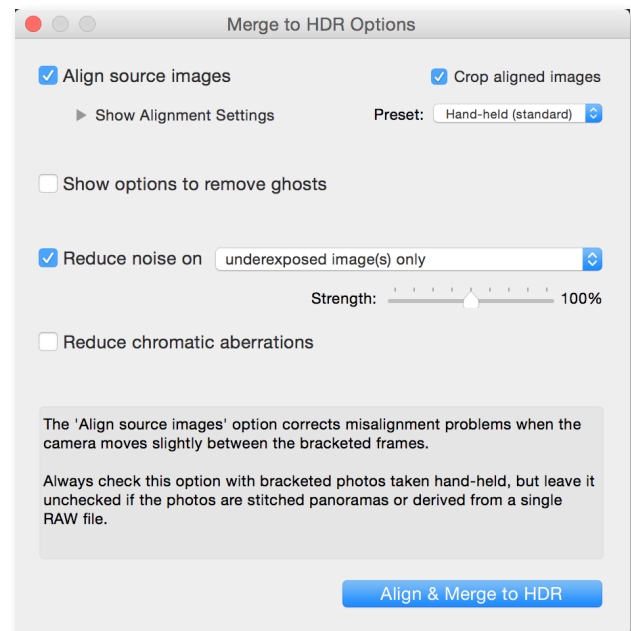 Merge to HDR Options
Align source images
Crop aligned images
Show Alignment Settings
Preset: Hand-held (standard)
Show options to remove ghosts
Reduce noise on underexposed image(s) only
Strength: 100%
Reduce chromatic aberrations
The 'Align source images' option corrects misalignment problems when the
camera moves slightly between the bracketed frames.
Always check this option with bracketed photos taken hand-held, but leave it
unchecked if the photos are stitched panoramas or derived from a single
RAW file.
Align & Merge to HDR